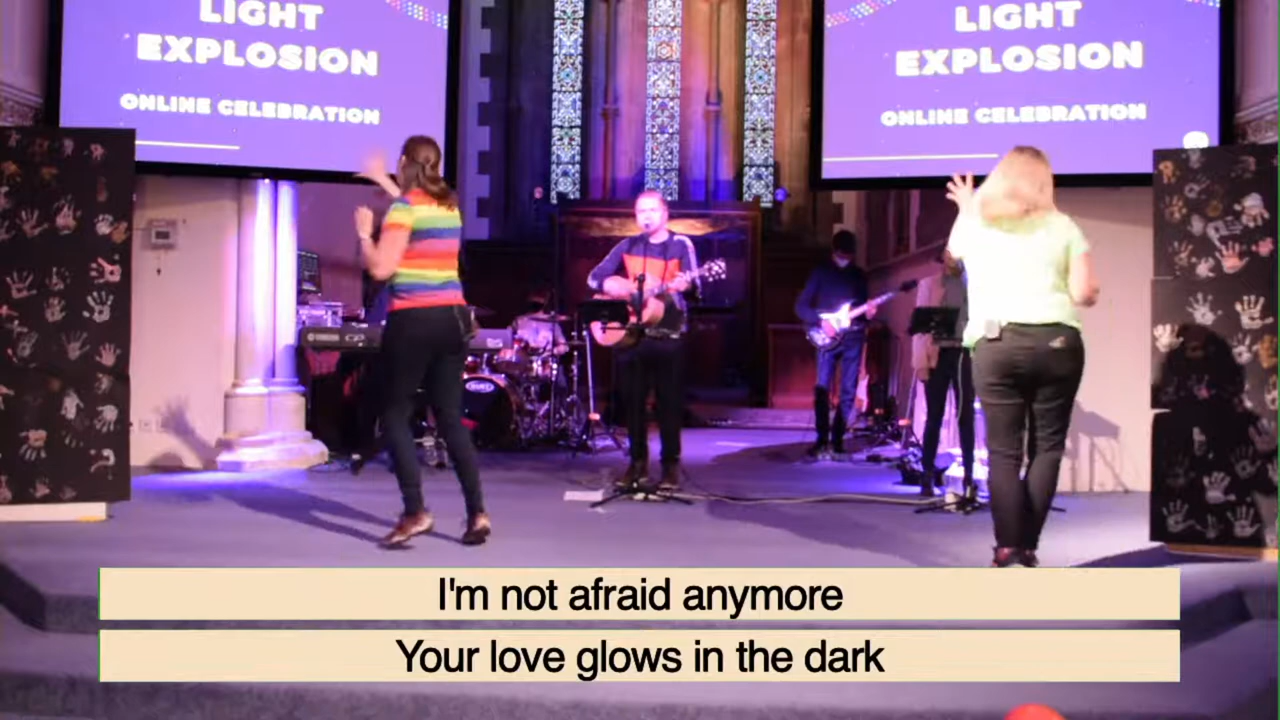 LIGHT
EXPLOSION
ONLINE CELEBRATION
LIGHT
EXPLOSION
ONLINE CELEBRATION
I'm not afraid anymore
Your love glows in the dark